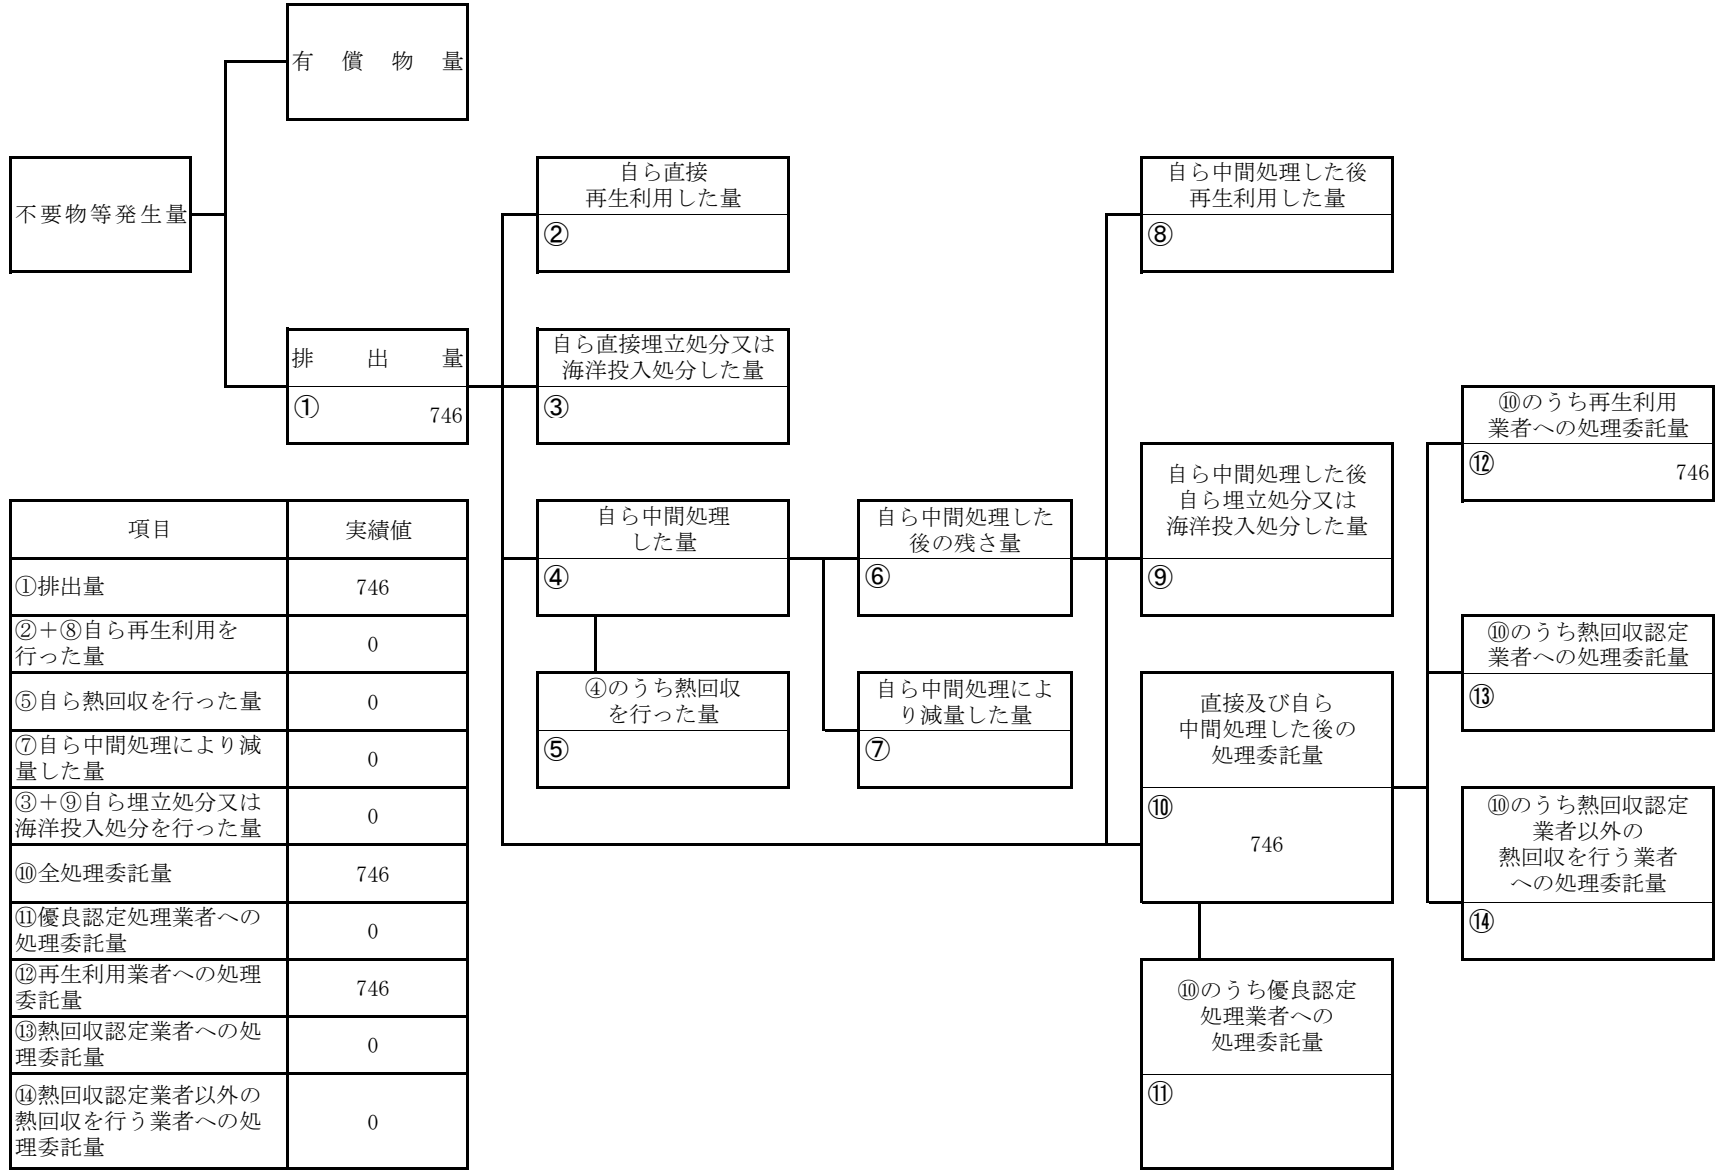 有償物量
不要物等発生量
排出量
①
746
自ら直接
再生利用した量
②
自ら直接埋立処分又は
海洋投入処分した量
③
自ら中間処理
した量
④
④のうち熱回収
を行った量
⑤
自ら中間処理した
後の残さ量
⑥
自ら中間処理によ
り減量した量
⑦
自ら中間処理した後
再生利用した量
⑧
自ら中間処理した後
自ら埋立処分又は
海洋投入処分した量
⑨
直接及び自ら
中間処理した後の
処理委託量
⑩
746
⑩のうち優良認定
処理業者への
処理委託量
⑪
⑩のうち再生利用
業者への処理委託量
⑫
746
⑩のうち熱回収認定
業者への処理委託量
⑬
⑩のうち熱回収認定
業者以外の
熱回収を行う業者
への処理委託量
⑭
項目 実績値
①排出量 746
②＋⑧自ら再生利用を
行った量
0
⑤自ら熱回収を行った量 0
⑦自ら中間処理により減
量した量
0
③＋⑨自ら埋立処分又は
海洋投入処分を行った量
0
⑩全処理委託量 746
⑪優良認定処理業者への
処理委託量
0
⑫再生利用業者への処理
委託量
746
⑬熱回収認定業者への処
理委託量
0
⑭熱回収認定業者以外の
熱回収を行う業者への処
理委託量
0